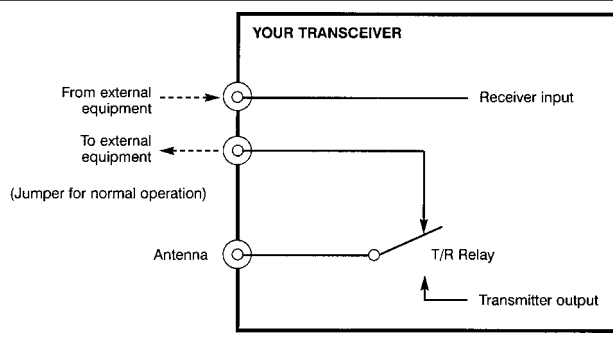 YOUR TRANSCEIVER
From external
equipment
Receiver input
To external
equipment
(Jumper for normal operation)
Antenna
T/R Relay
Transmitter output